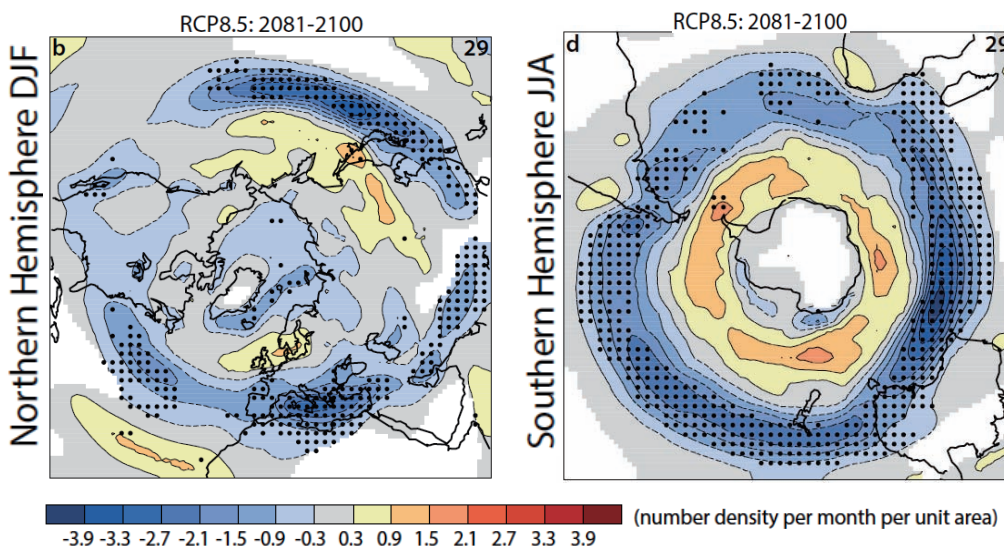 RCP8.5: 2081-2100
RCP8.5: 2081-2100
b
29
d
29
Northern Hemisphere DJF
Southern Hemisphere JJA
-3.9 -3.3 -2.7 -2.1 -1.5 -0.9 -0.3 0.3 0.9 1.5 2.1 2.7 3.3 3.9
(number density per month per unit area)